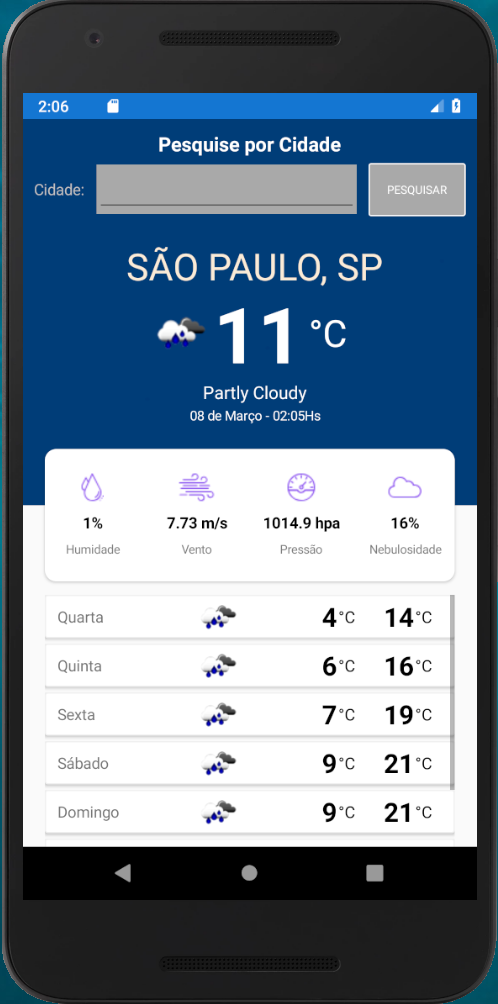 2:06
Pesquise por Cidade
Cidade: PESQUISAR
SÃO PAULO, SP
11 °C
Partly Cloudy
08 de Março - 02:05Hs
1% 7.73 m/s 1014.9 hpa 16%
Humidade Vento Pressão Nebulosidade
Quarta 4°C 14°C
Quinta 6°C 16°C
Sexta 7°C 19°C
Sábado 9°C 21°C
Domingo 9°C 21°C